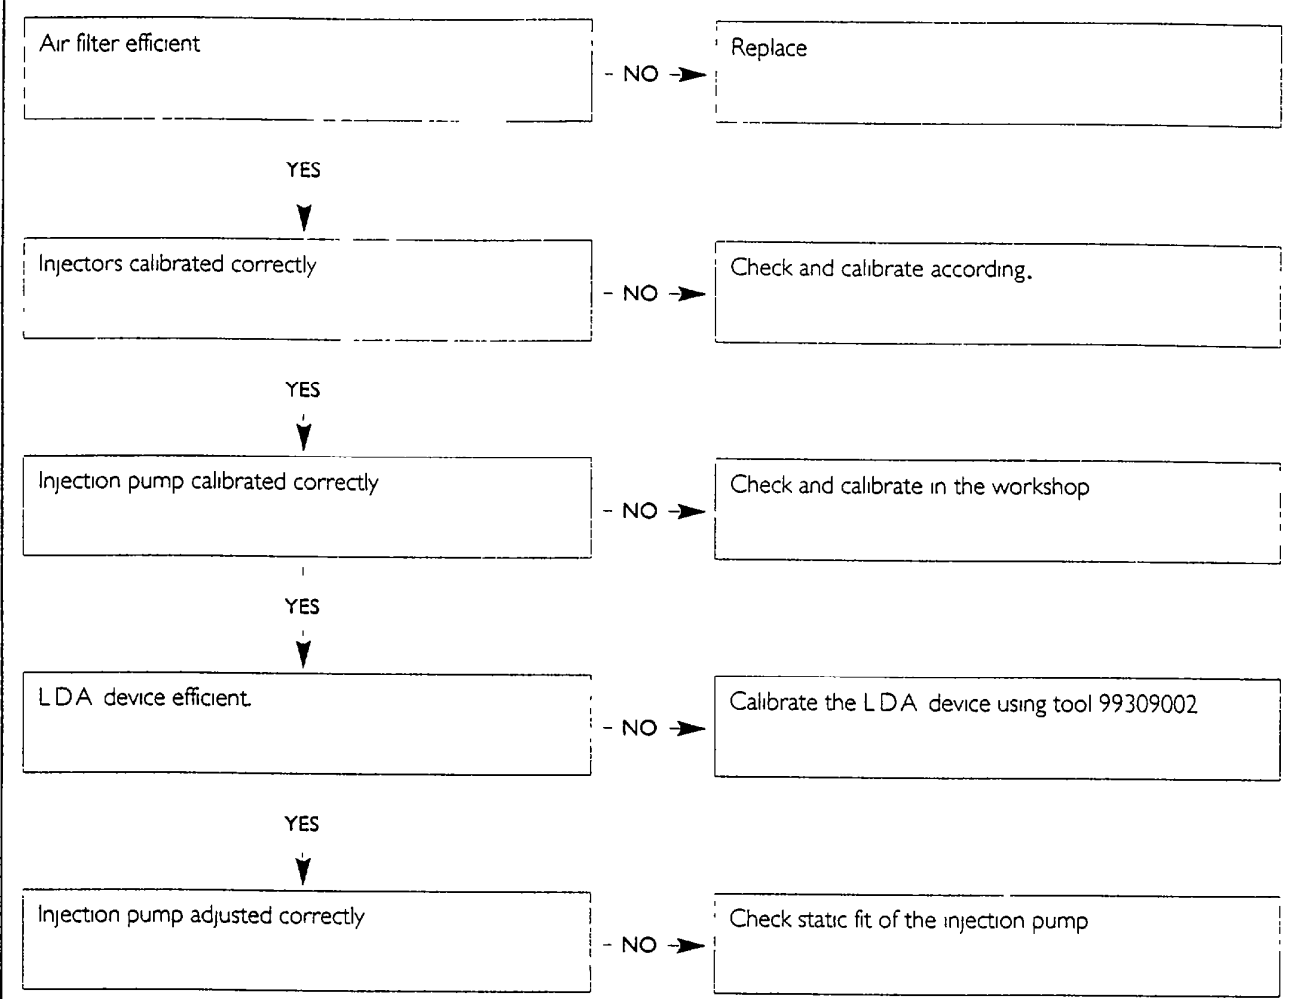 Air filter efficient
- NO
Replace
YES
Injectors calibrated correctly
- NO
Check and calibrate according.
YES
Injection pump calibrated correctly
- NO
Check and calibrate in the workshop
YES
L D A device efficient
- NO
Calibrate the L D A device using tool 99309002
YES
Injection pump adjusted correctly
- NO
Check static fit of the injection pump